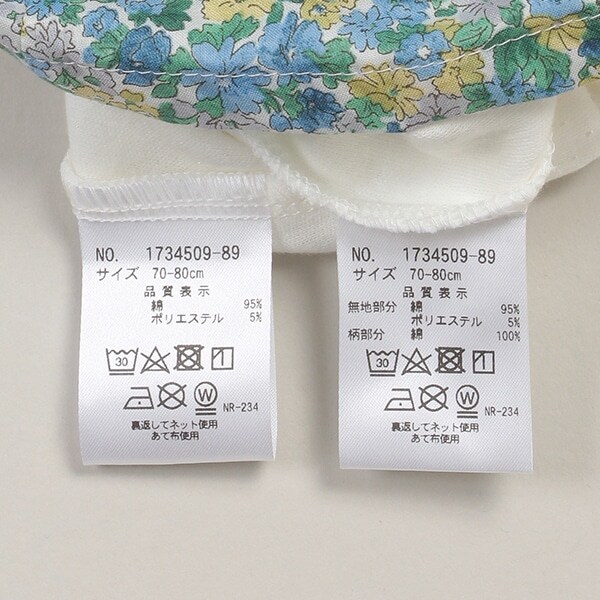 NO. 1734509-89
サイズ 70-80cm
品質表示
綿 95%
ポリエステル 5%
30
W
NR-234
裏返してネット使用
あて布使用
NO. 1734509-89
サイズ 70-80cm
品質表示
無地部分 綿 95%
ポリエステル 5%
柄部分 綿 100%
30
W
NR-234
裏返してネット使用
あて布使用